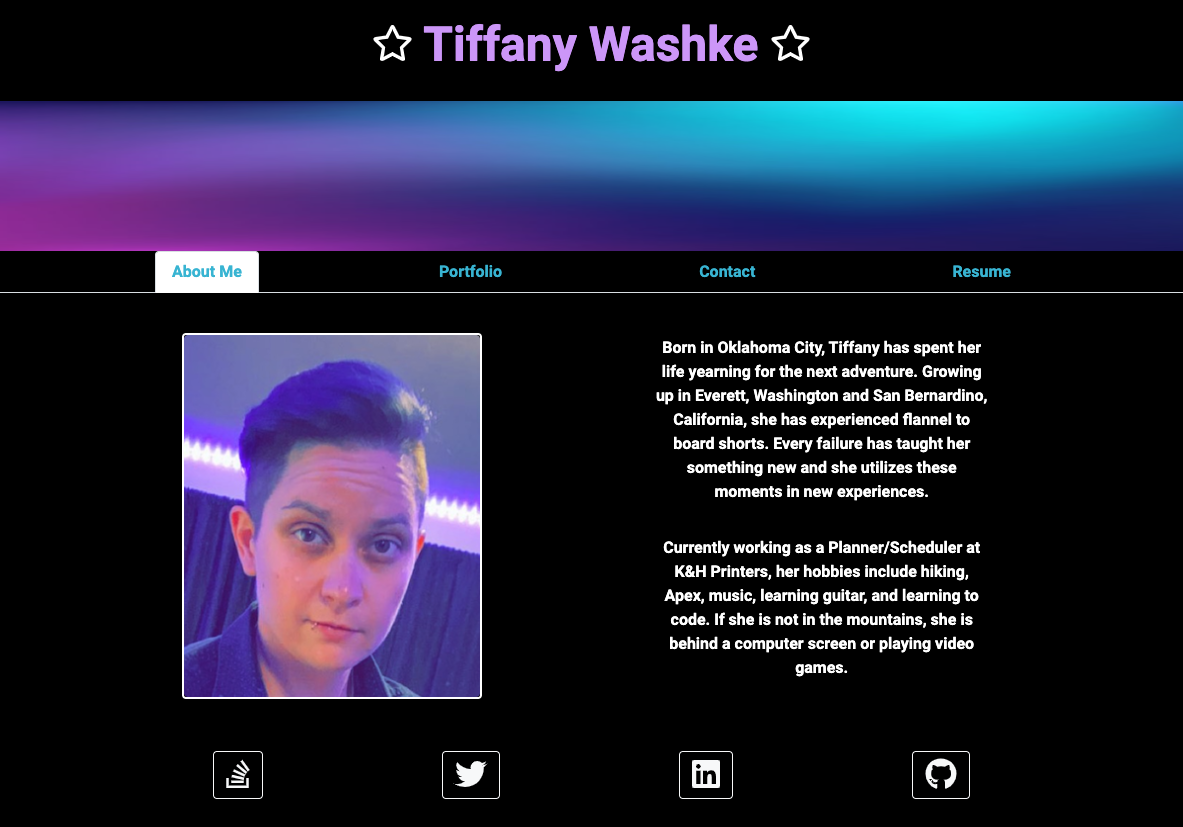 Tiffany Washke
About Me
Portfolio
Contact
Resume
Born in Oklahoma City, Tiffany has spent her
life yearning for the next adventure. Growing
up in Everett, Washington and San Bernardino,
California, she has experienced flannel to
board shorts. Every failure has taught her
something new and she utilizes these
moments in new experiences.
Currently working as a Planner/Scheduler at
K&H Printers, her hobbies include hiking,
Apex, music, learning guitar, and learning to
code. If she is not in the mountains, she is
behind a computer screen or playing video
games.
in